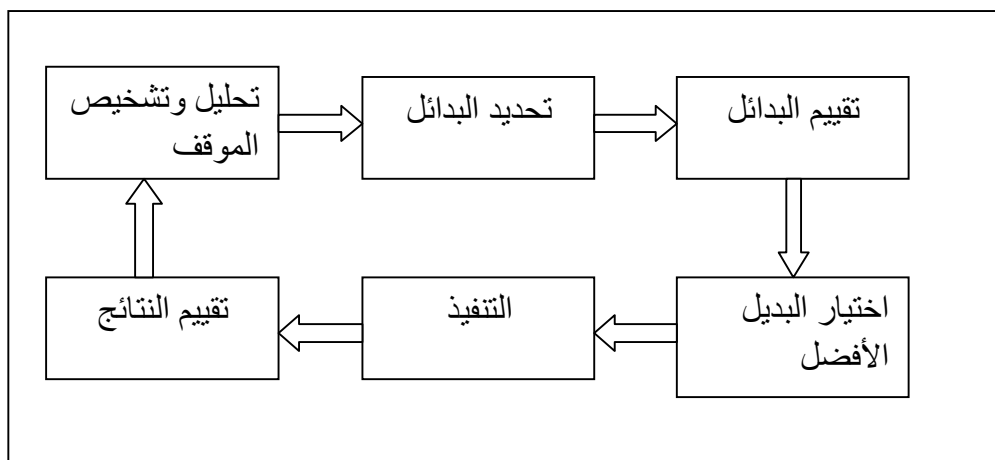 تحليل وتشخيص
الموقف
تحديد البدائل
تقييم البدائل
اختيار البديل
الأفضل
التنفيذ
تقييم النتائج